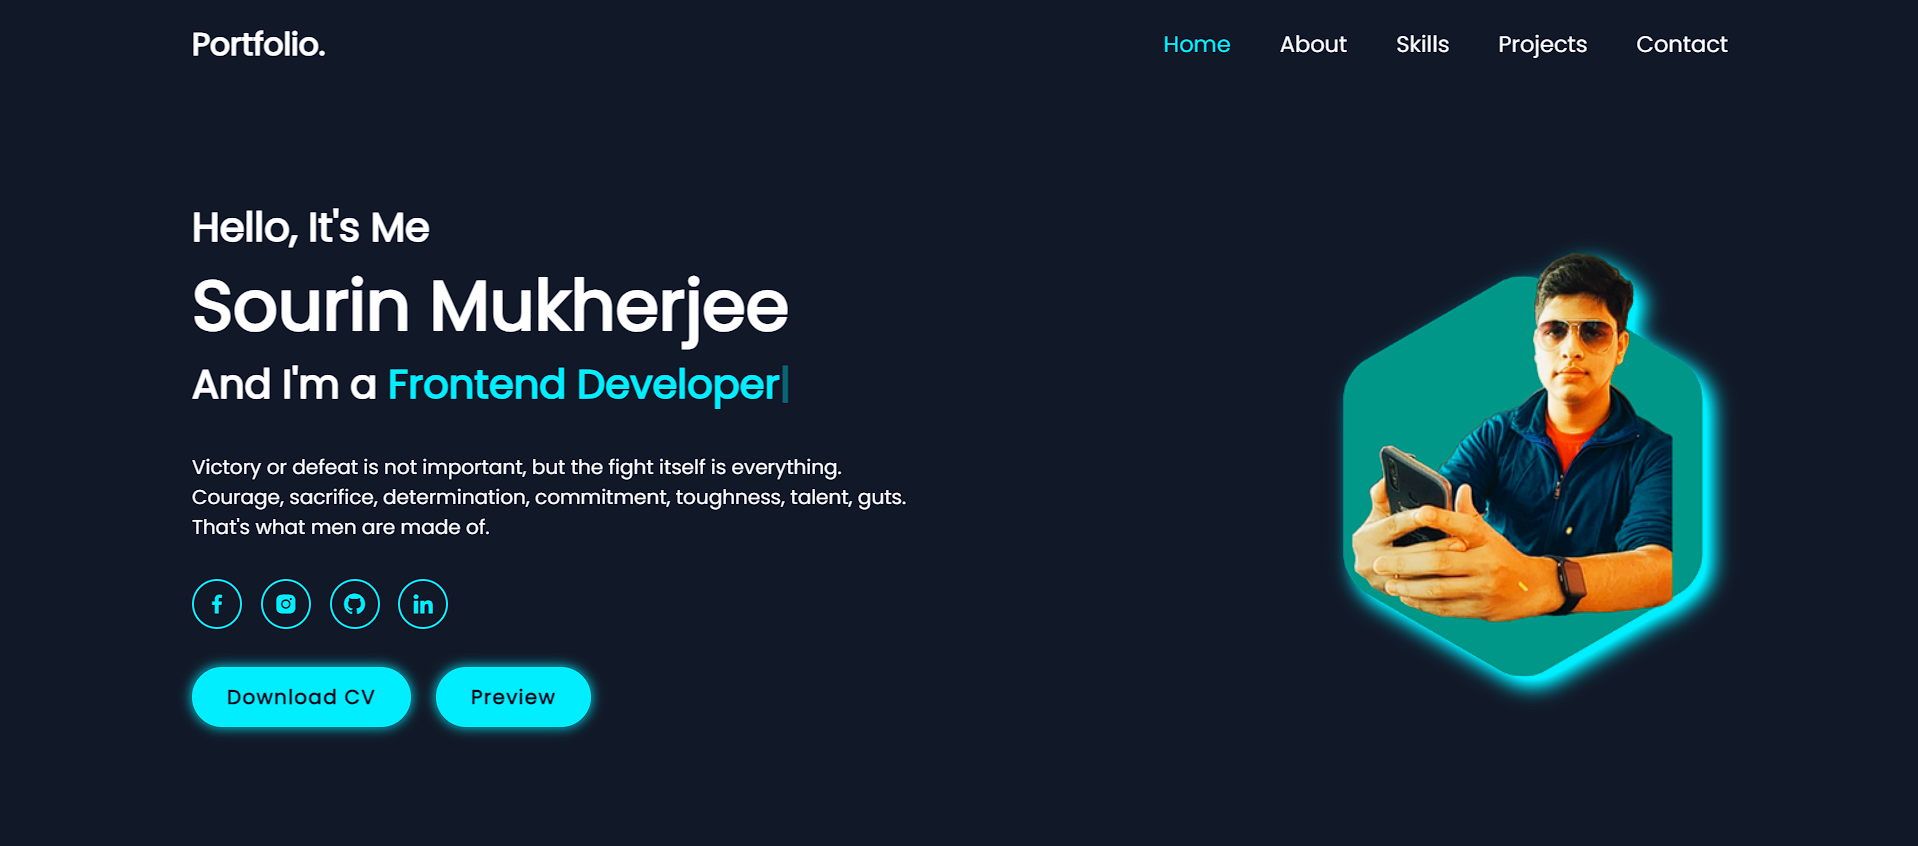 Portfolio.
Home About Skills Projects Contact
Hello, It's Me
Sourin Mukherjee
And I'm a Frontend Developer|
Victory or defeat is not important, but the fight itself is everything.
Courage, sacrifice, determination, commitment, toughness, talent, guts.
That's what men are made of.
Download CV Preview